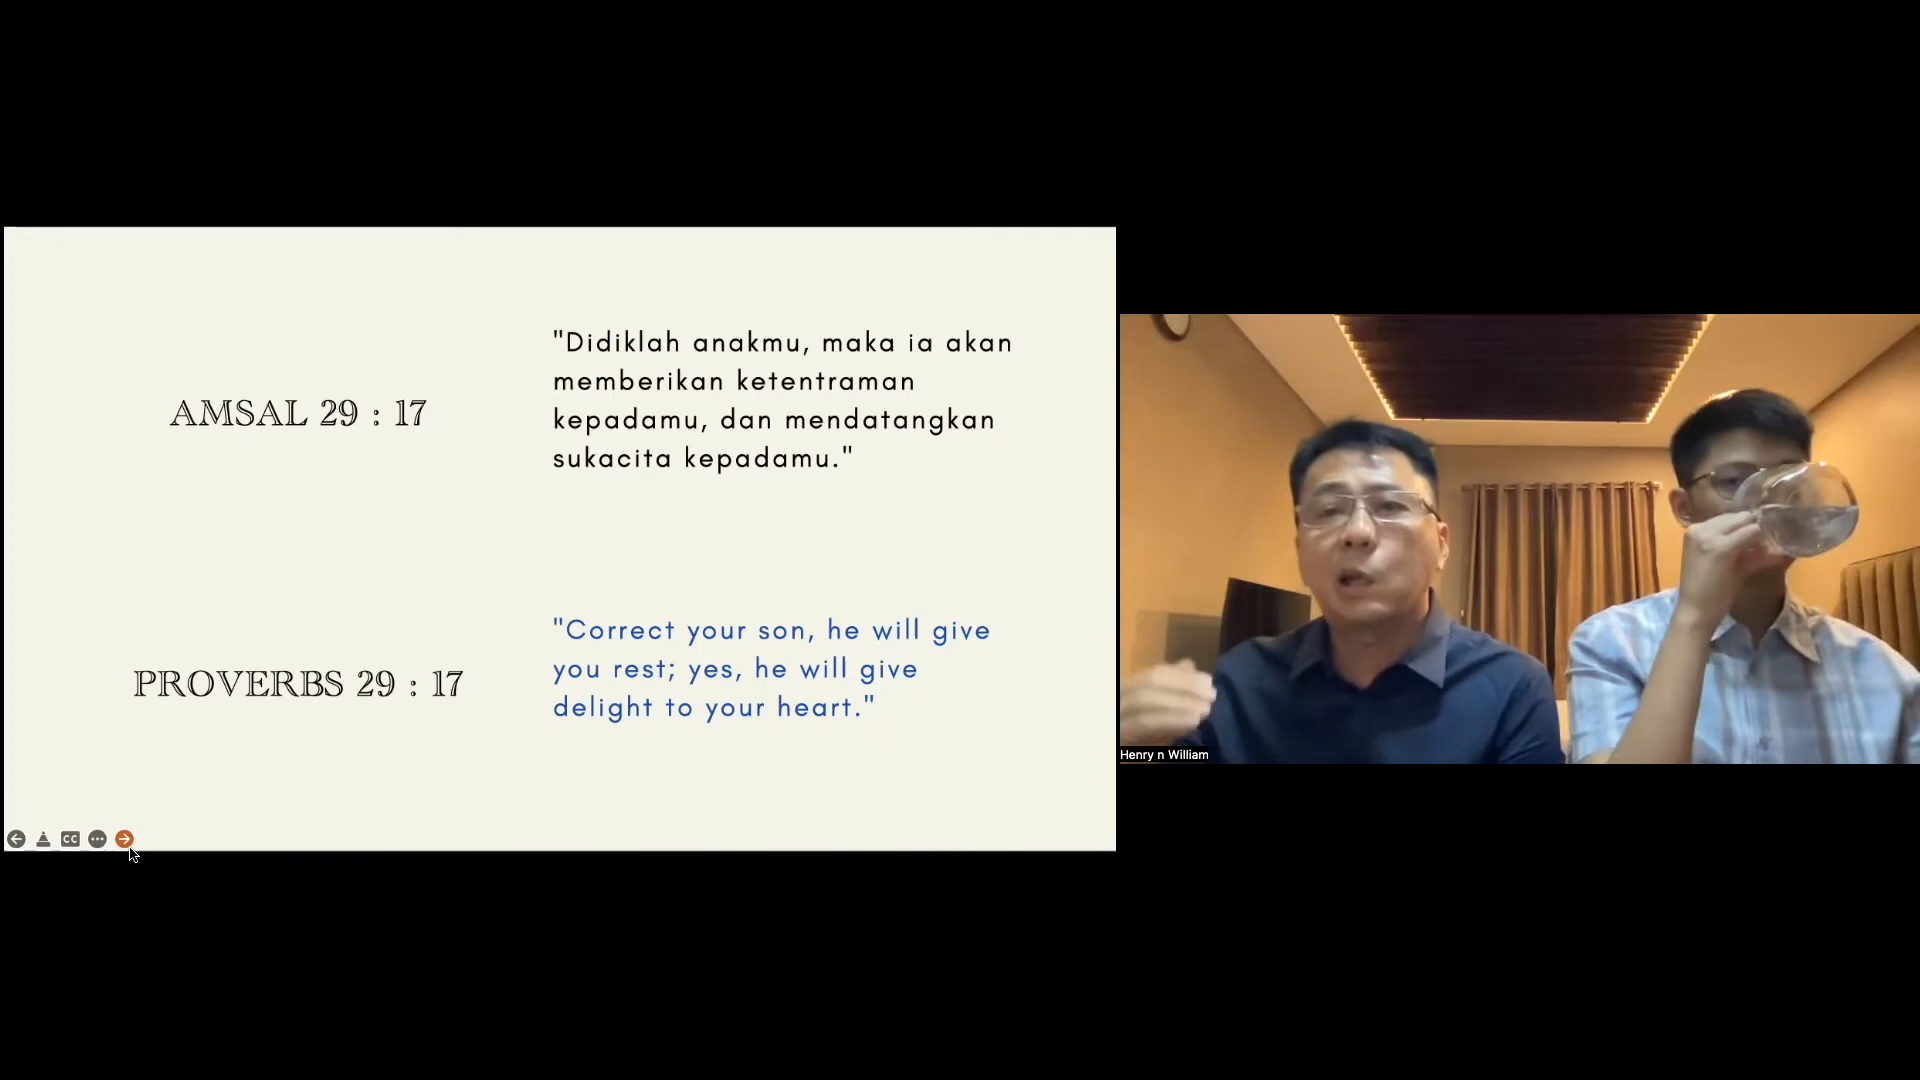 AMSAL 29 : 17
"Didiklah anakmu, maka ia akan
memberikan ketentraman
kepadamu, dan mendatangkan
sukacita kepadamu."
PROVERBS 29 : 17
"Correct your son, he will give
you rest; yes, he will give
delight to your heart."
CC
Henry n William